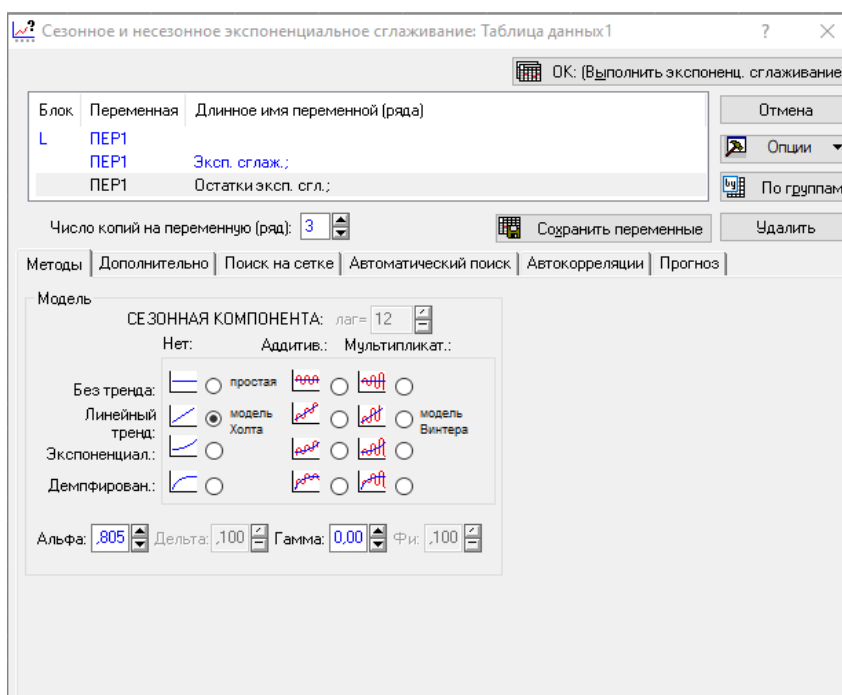 Сезонное и несезонное экспоненциальное сглаживание: Таблица данных1 ? ×
OK: (Выполнить экспоненц. сглаживание
Блок Переменная Длинное имя переменной (ряда)
Отмена
L ПЕР1
ПЕР1 Эксп. сглаж.;
Опции
ПЕР1 Остатки эксп. сгл.;
По группам
Число копий на переменную (ряд): 3
Сохранить переменные
Удалить
Методы Дополнительно Поиск на сетке Автоматический поиск Автокорреляции Прогноз
Модель
СЕЗОННАЯ КОМПОНЕНТА: лаг= 12
Нет: Аддитив.: Мультипликат.:
Без тренда: простая
Линейный тренд: модель Холта модель Винтера
Экспоненциал.:
Демпфирован.:
Альфа: ,805 Дельта: ,100 Гамма: 0,00 Фи: ,100